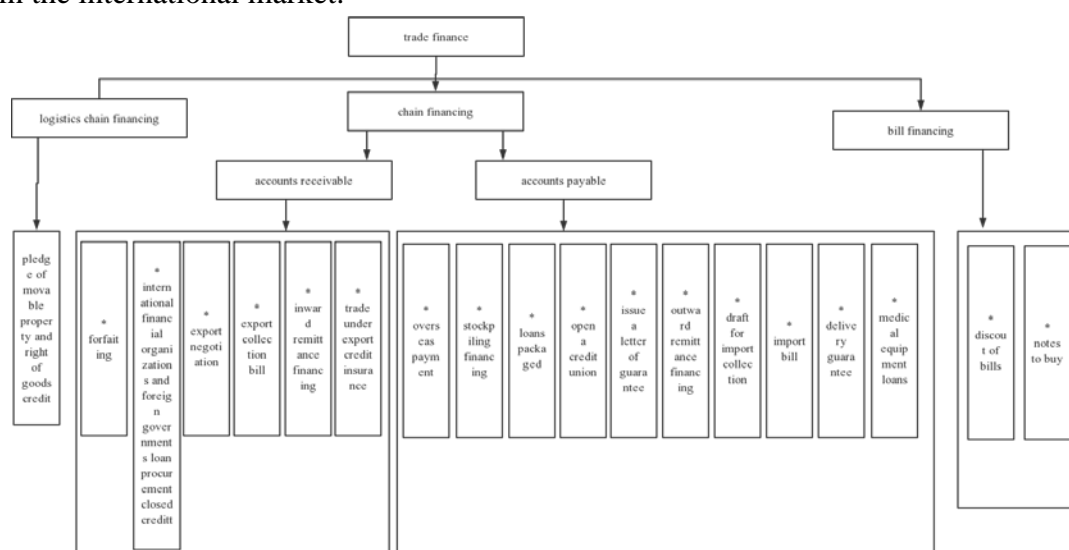 in the international market.
trade finance
logistics chain financing
chain financing
bill financing
accounts receivable
accounts payable
pledg
e of
mova
ble
proper
ty and
right
of
goods
credit
*
forfait
ing
*
intern
ational
financ
ial
organi
zation
s and
foreig
n
gover
nment
s loan
procur
ement
closed
creditt
*
export
negoti
ation
*
export
collec
tion
bill
*
inwar
d
remitt
ance
financ
ing
*
trade
under
export
credit
insura
nce
*
overs
eas
paym
ent
*
stockp
iling
financ
ing
*
loans
packa
ged
*
open
a
credit
union
*
issue
a
letter
of
guara
ntee
*
outwa
rd
remitt
ance
financ
ing
*
draft
for
import
collec
tion
*
import
bill
*
delive
ry
guara
ntee
*
medic
al
equip
ment
loans
*
discou
nt of
bills
*
notes
to buy